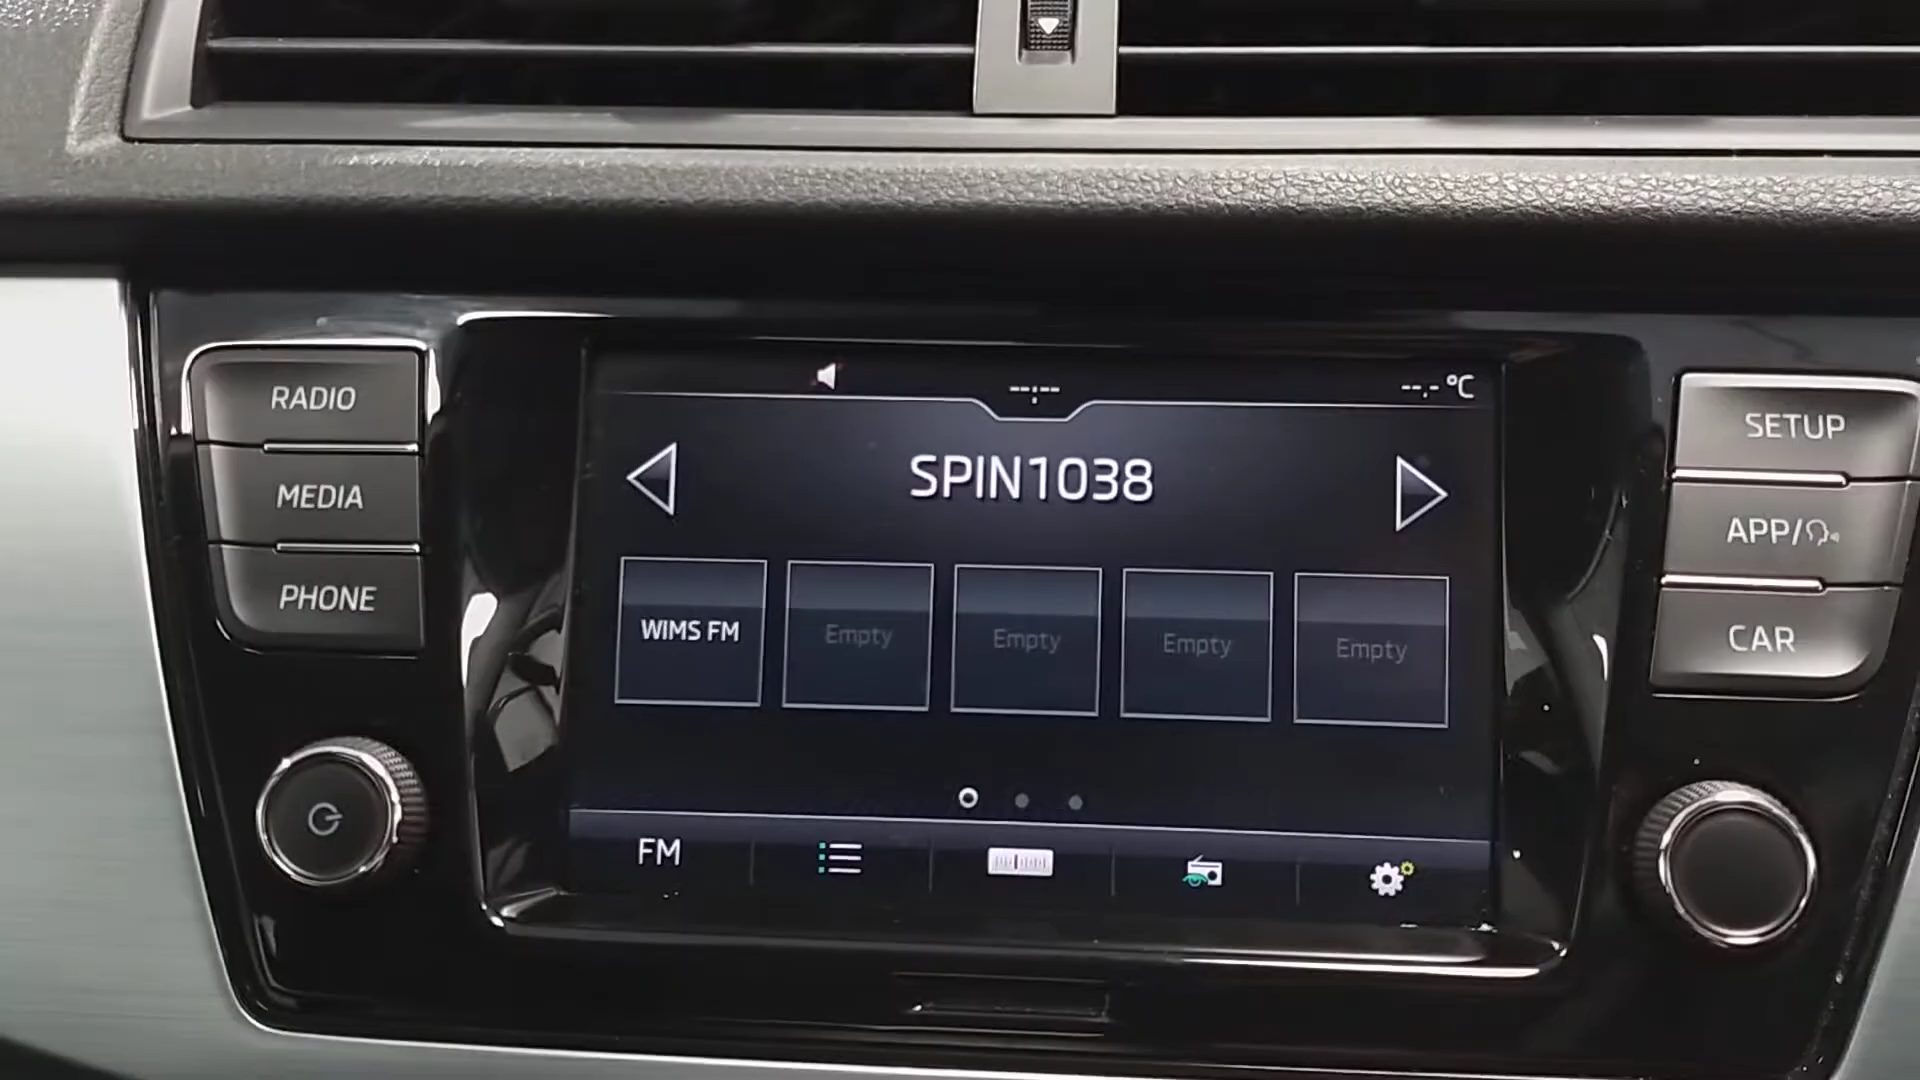 RADIO
MEDIA
PHONE
--:--
--.- °C
SPIN1038
WIMS FM
Empty
Empty
Empty
Empty
FM
SETUP
APP/
CAR